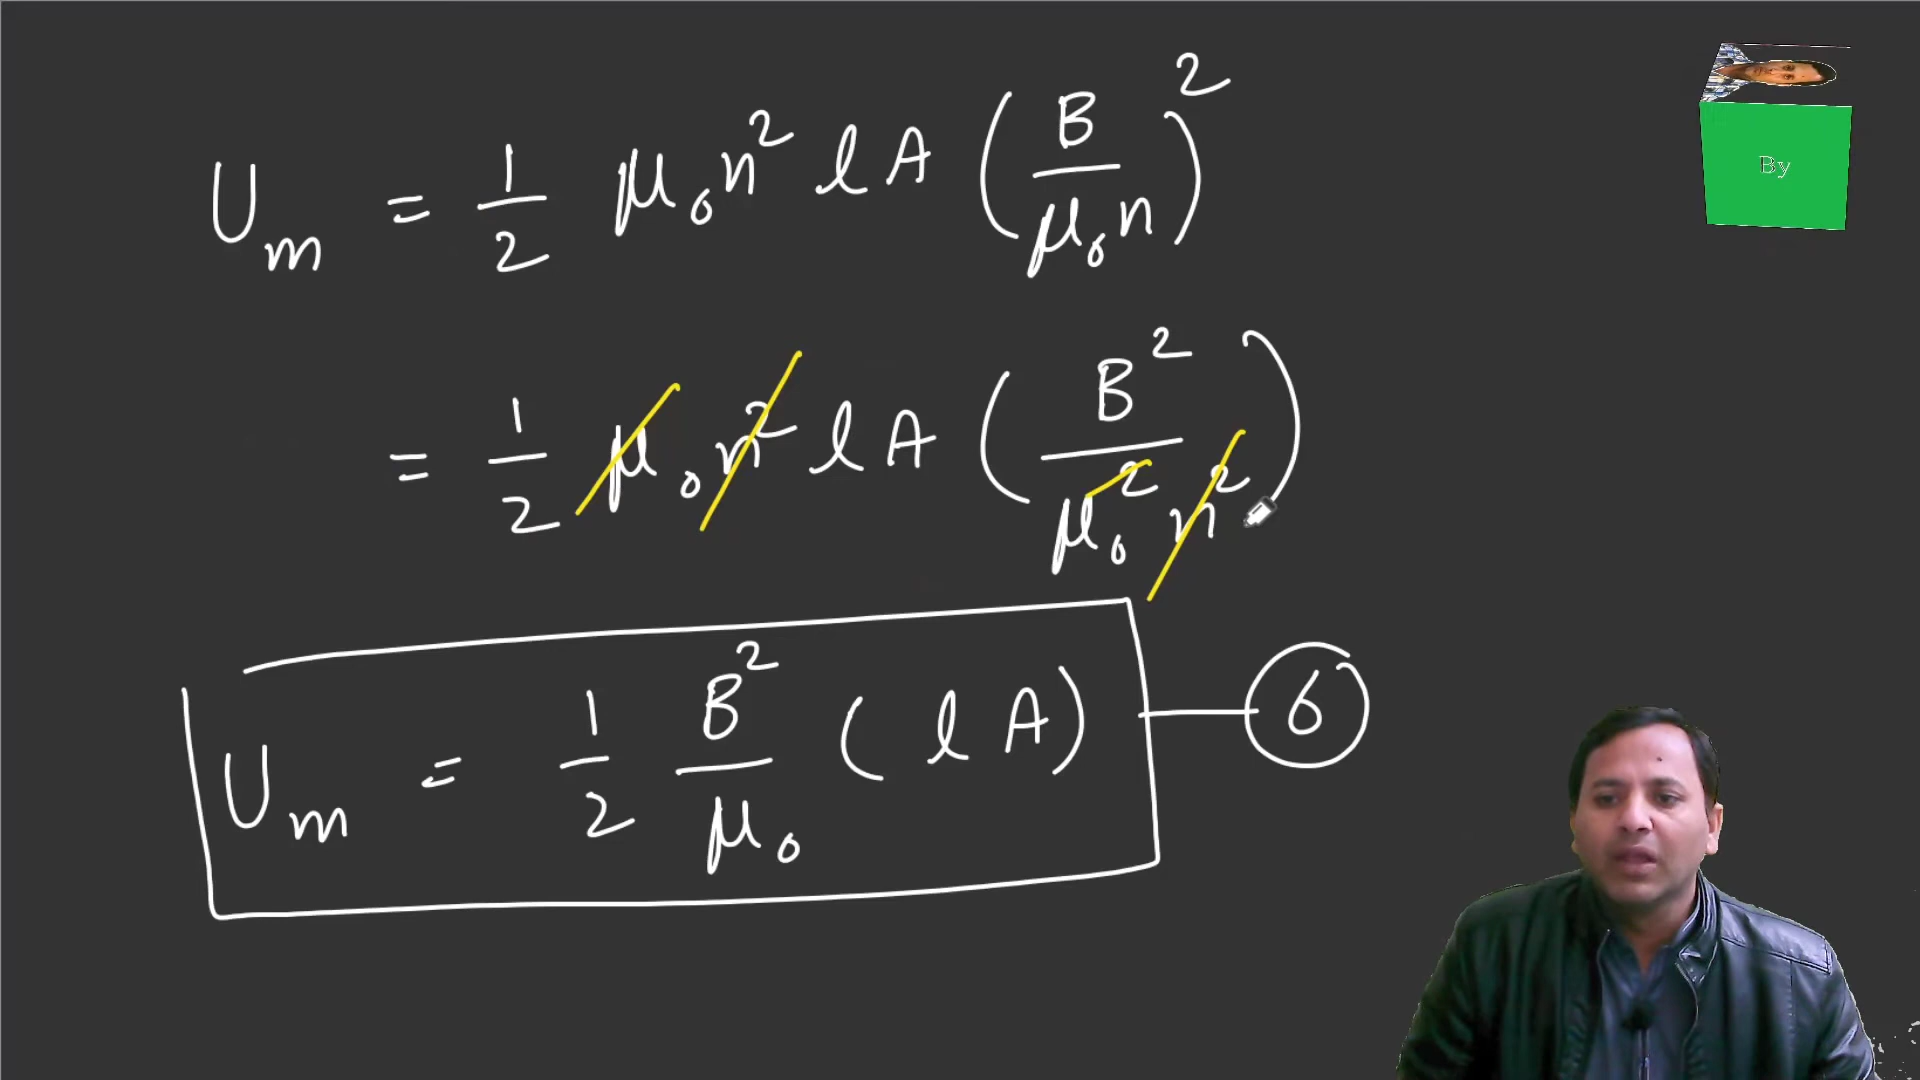 U_m = 1/2 μ₀n² l A (B/μ₀n)²
By
= 1/2 μ₀n² l A (B²/μ₀²n²)
U_m = 1/2 B²/μ₀ (l A) — 6